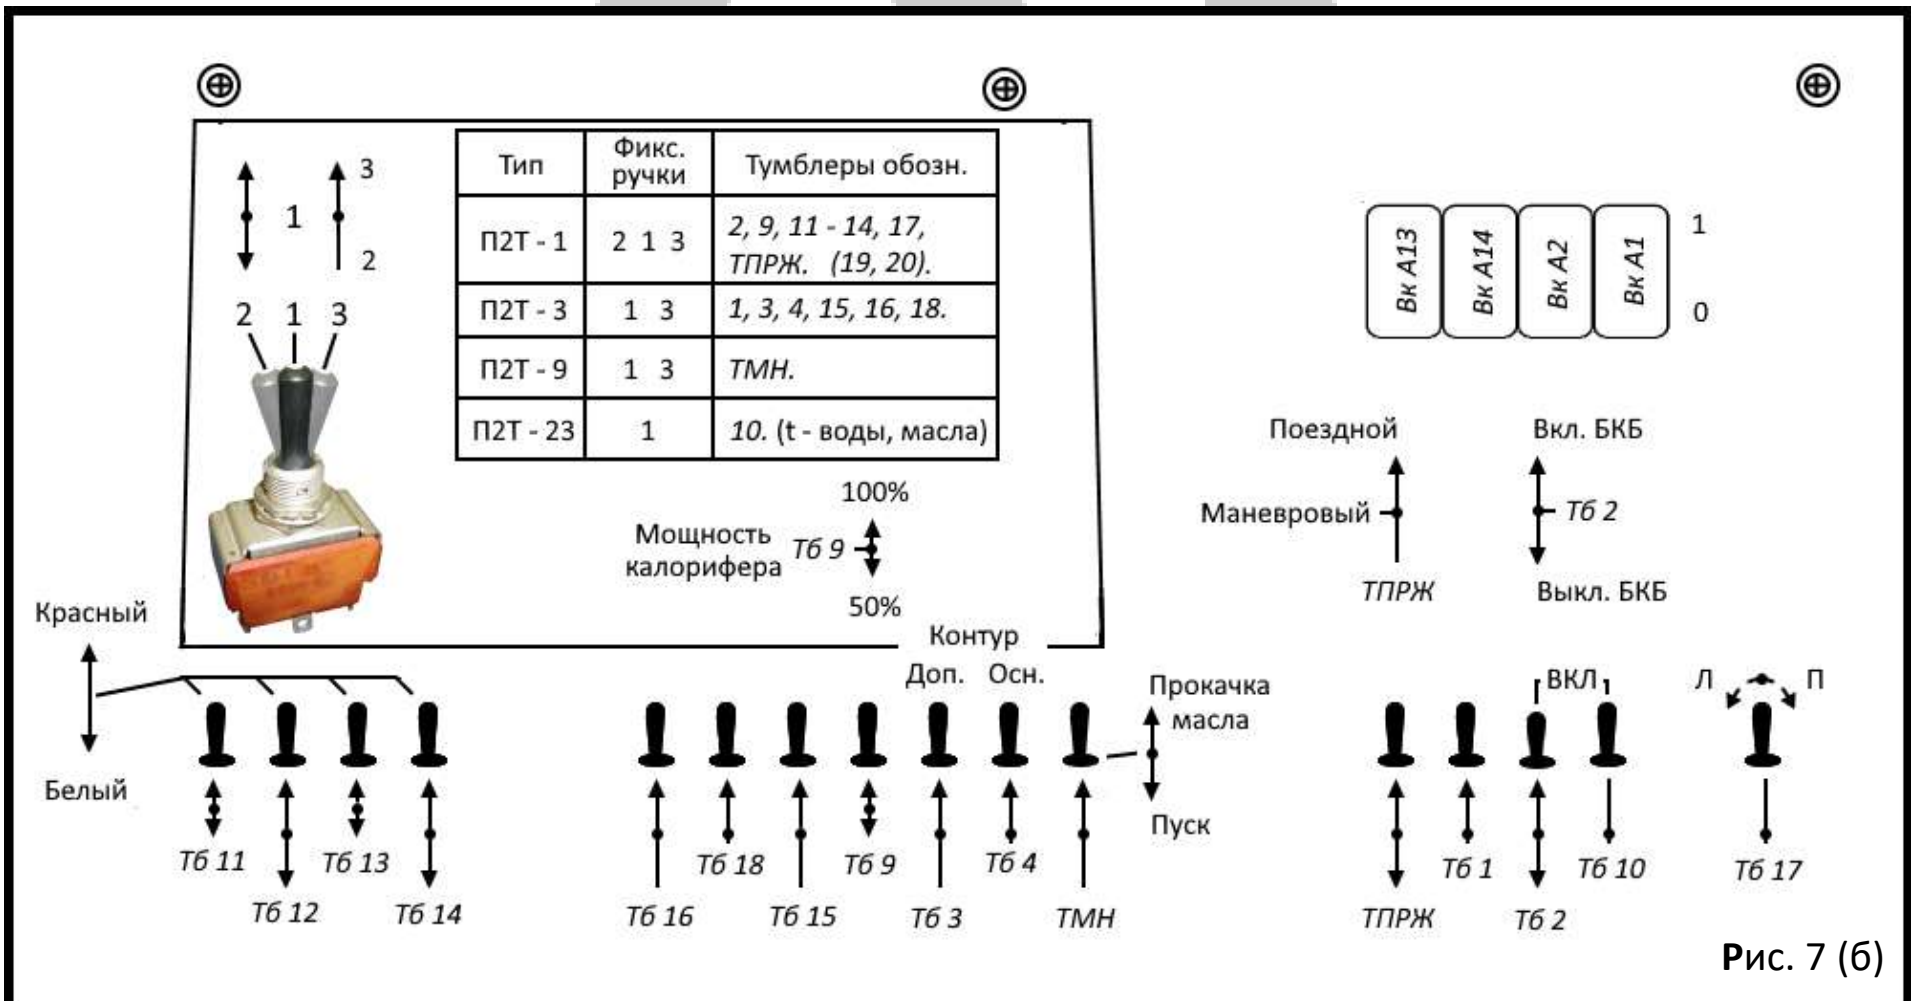 3
1
2
2 1 3
Тип
Фикс.
ручки
Тумблеры обозн.
П2Т - 1
2 1 3
2, 9, 11 - 14, 17,
ТПРЖ. (19, 20).
П2Т - 3
1 3
1, 3, 4, 15, 16, 18.
П2Т - 9
1 3
ТМН.
П2Т - 23
1
10. (t - воды, масла)
100%
Мощность
калорифера
Тб 9
50%
Вк А13
Вк А14
Вк А2
Вк А1
1
0
Поездной
Маневровый
ТПРЖ
Вкл. БКБ
Тб 2
Выкл. БКБ
Красный
Белый
Контур
Доп. Осн.
Прокачка
масла
Пуск
ВКЛ
Л
П
Тб 11
Тб 12
Тб 13
Тб 14
Тб 16
Тб 18
Тб 15
Тб 9
Тб 3
Тб 4
ТМН
ТПРЖ
Тб 1
Тб 2
Тб 10
Тб 17
Рис. 7 (б)